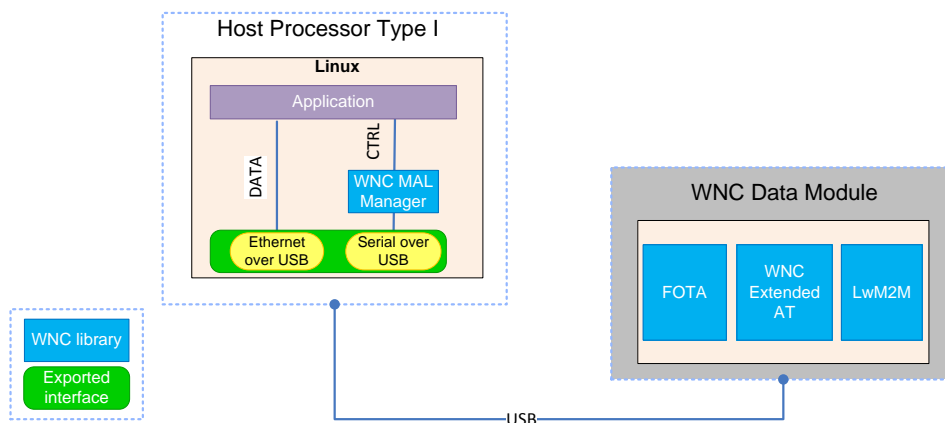 Host Processor Type I
Linux
Application
DATA
CTRL
WNC MAL
Manager
Ethernet
over USB
Serial over
USB
WNC Data Module
FOTA
WNC
Extended
AT
LwM2M
WNC library
Exported
interface
USB